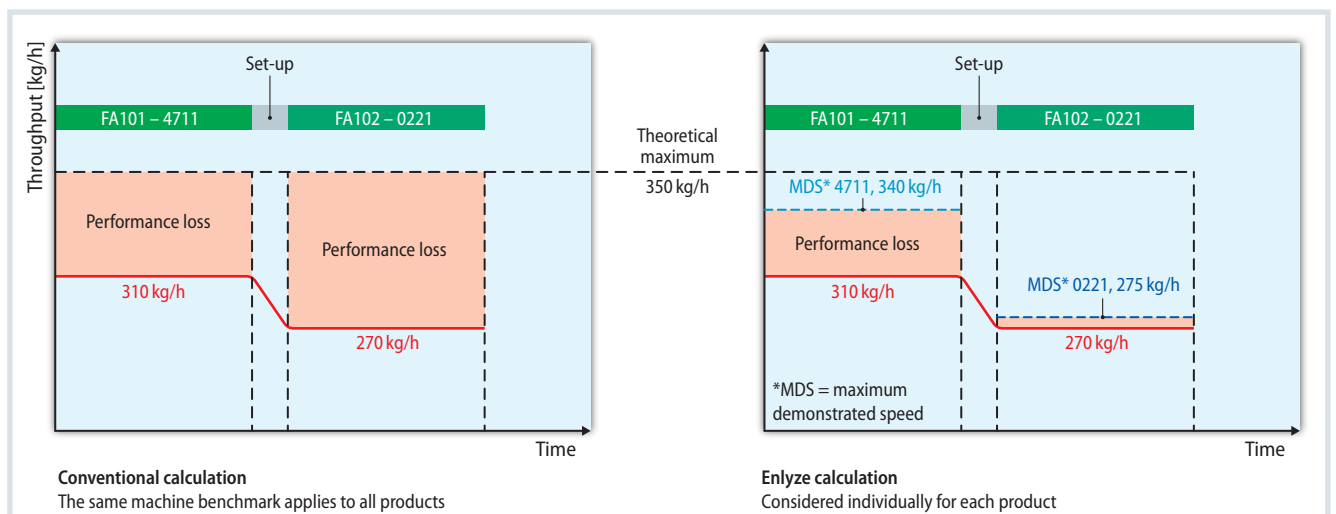 Throughput [kg/h]
Set-up
FA101 – 4711
FA102 – 0221
Performance loss
Performance loss
310 kg/h
270 kg/h
Time
Conventional calculation
The same machine benchmark applies to all products
Theoretical
maximum
350 kg/h
Set-up
FA101 – 4711
FA102 – 0221
MDS* 4711, 340 kg/h
Performance loss
310 kg/h
MDS* 0221, 275 kg/h
270 kg/h
*MDS = maximum
demonstrated speed
Time
Enlyze calculation
Considered individually for each product